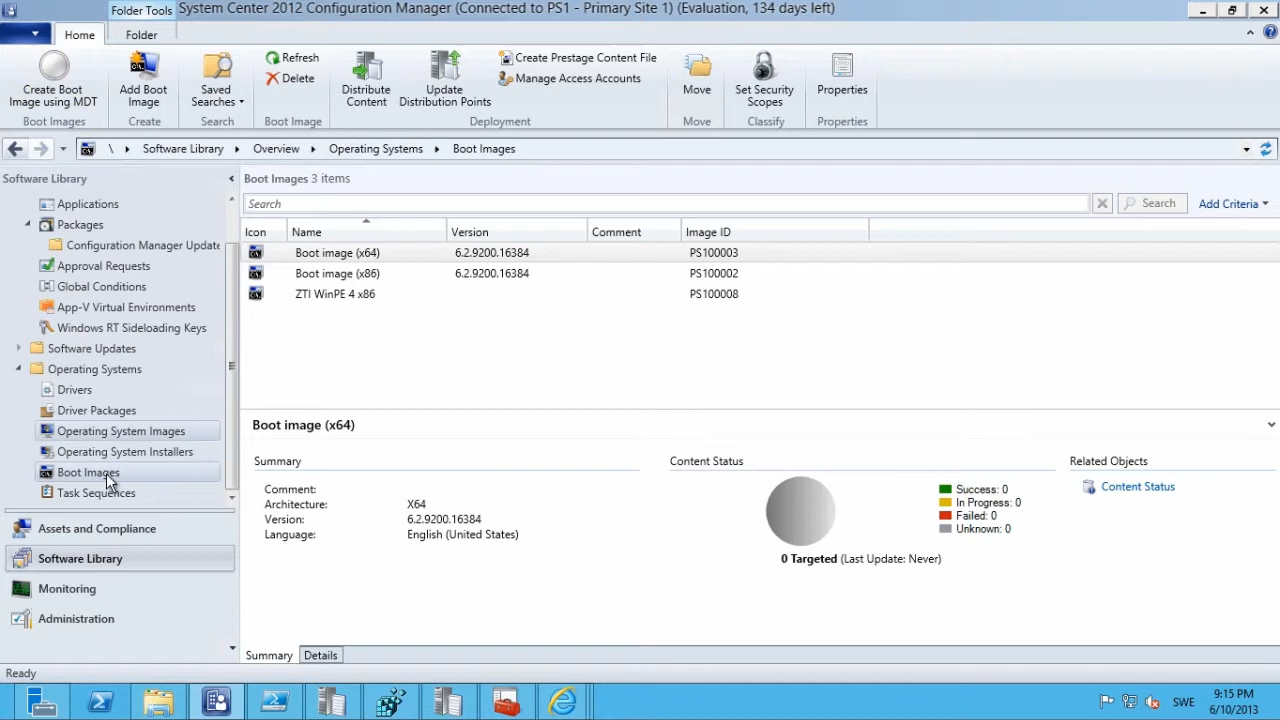 Folder Tools
System Center 2012 Configuration Manager (Connected to PS1 - Primary Site 1) (Evaluation, 134 days left)
Home
Folder
Create Boot
Image using MDT
Boot Images
Add Boot
Image
Create
Saved
Searches
Search
Refresh
Delete
Boot Image
Distribute
Content
Update
Distribution Points
Create Prestage Content File
Manage Access Accounts
Deployment
Move
Move
Set Security
Scopes
Classify
Properties
Properties
\ Software Library Overview Operating Systems Boot Images
Software Library
Applications
Packages
Configuration Manager Update
Approval Requests
Global Conditions
App-V Virtual Environments
Windows RT Sideloading Keys
Software Updates
Operating Systems
Drivers
Driver Packages
Operating System Images
Operating System Installers
Boot Images
Task Sequences
Assets and Compliance
Software Library
Monitoring
Administration
Boot Images 3 items
Search
Search
Add Criteria
Icon Name Version Comment Image ID
Boot image (x64) 6.2.9200.16384 PS100003
Boot image (x86) 6.2.9200.16384 PS100002
ZTI WinPE 4 x86 PS100008
Boot image (x64)
Summary
Comment:
Architecture: X64
Version: 6.2.9200.16384
Language: English (United States)
Content Status
Success: 0
In Progress: 0
Failed: 0
Unknown: 0
0 Targeted (Last Update: Never)
Related Objects
Content Status
Summary Details
Ready
SWE
9:15 PM
6/10/2013